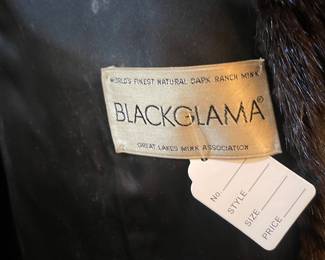 WORLD'S FINEST NATURAL DARK RANCH MINK
BLACKGLAMA®
GREAT LAKES MINK ASSOCIATION
No.
STYLE
SIZE
PRICE